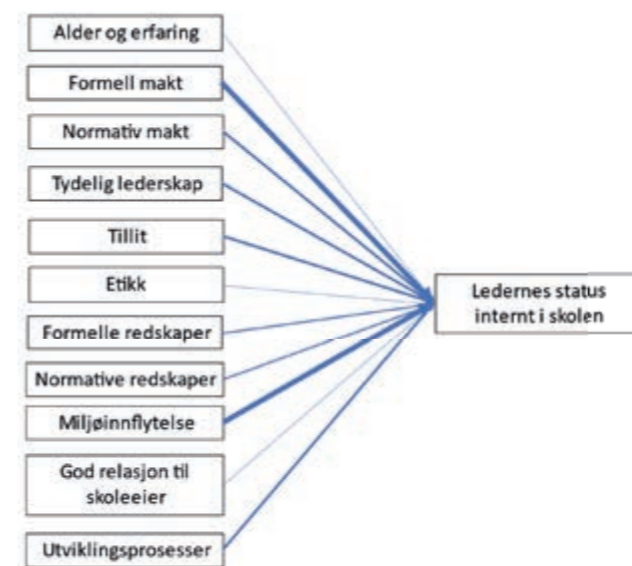 Alder og erfaring
Formell makt
Normativ makt
Tydelig lederskap
Tillit
Etikk
Formelle redskaper
Normative redskaper
Miljøinnflytelse
God relasjon til
skoleeier
Utviklingsprosesser
Ledernes status
internt i skolen